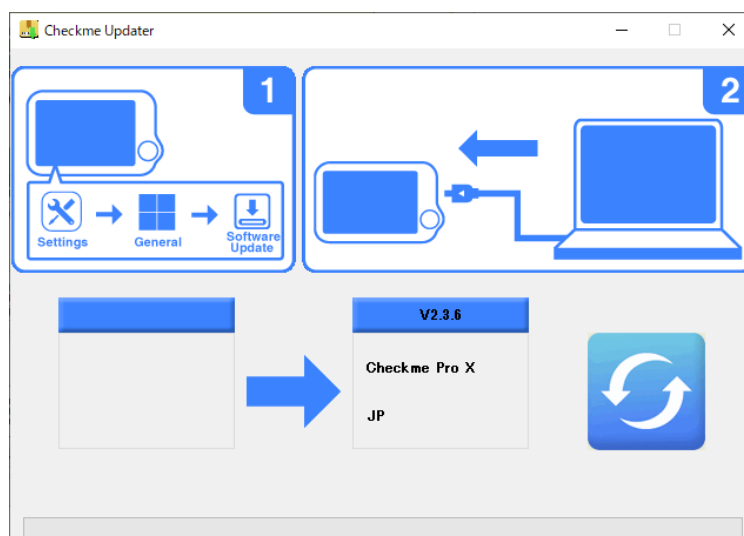 Checkme Updater
1
2
Settings
General
Software
Update
V2.3.6
Checkme Pro X
JP